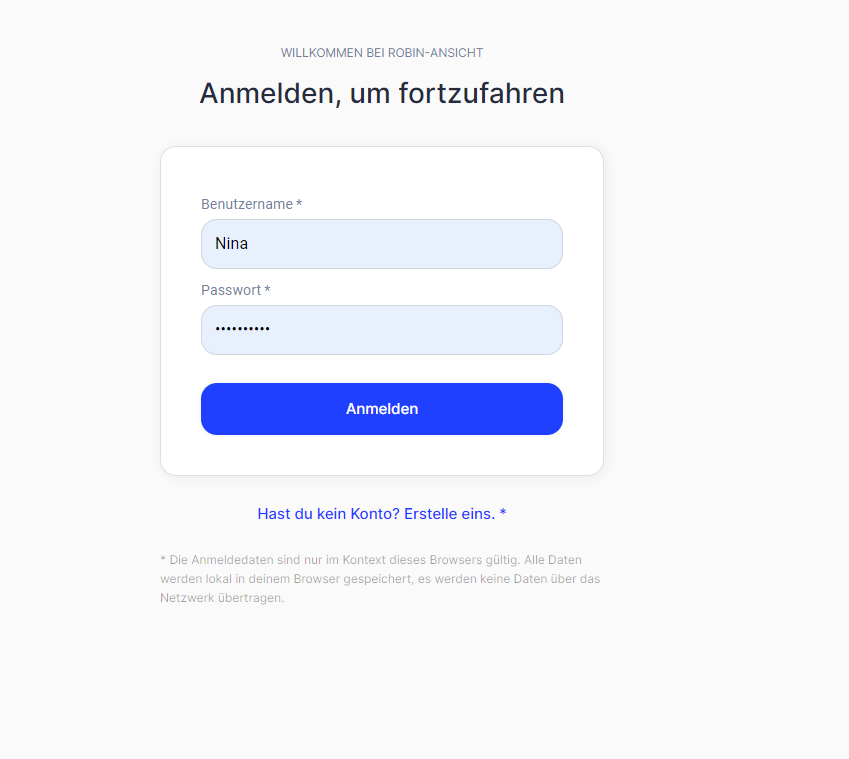 WILLKOMMEN BEI ROBIN-ANSICHT
Anmelden, um fortzufahren
Benutzername *
Nina
Passwort *
••••••••••
Anmelden
Hast du kein Konto? Erstelle eins. *
* Die Anmeldedaten sind nur im Kontext dieses Browsers gültig. Alle Daten
werden lokal in deinem Browser gespeichert, es werden keine Daten über das
Netzwerk übertragen.